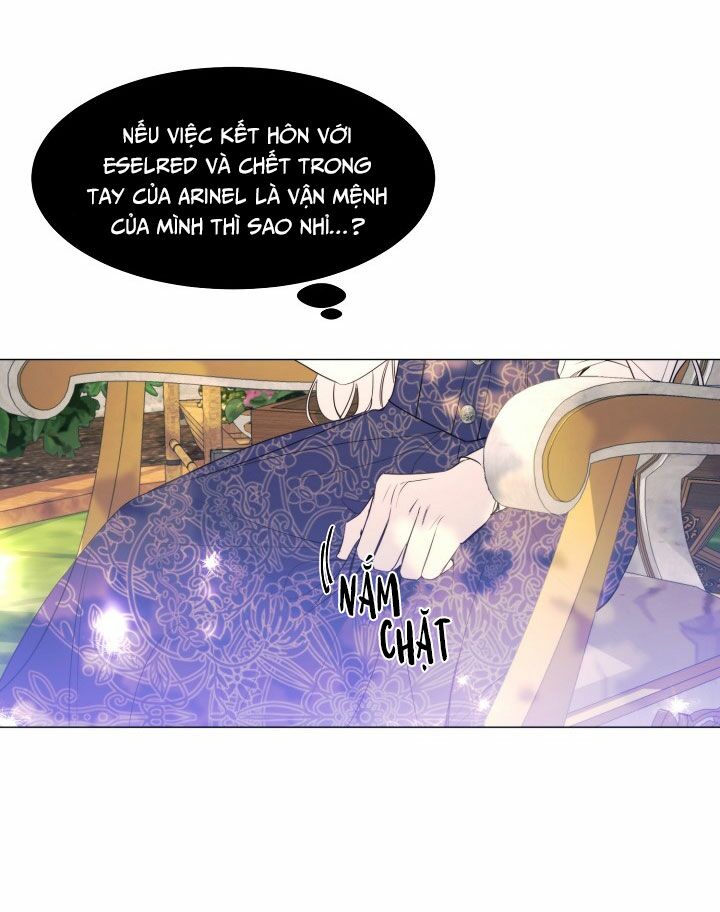 NẾU VIỆC KẾT HÔN VỚI
ESELRED VÀ CHẾT TRONG
TAY CỦA ARINEL LÀ VẬN MỆNH
CỦA MÌNH THÌ SAO NHỈ...?
NẮM
CHẶT